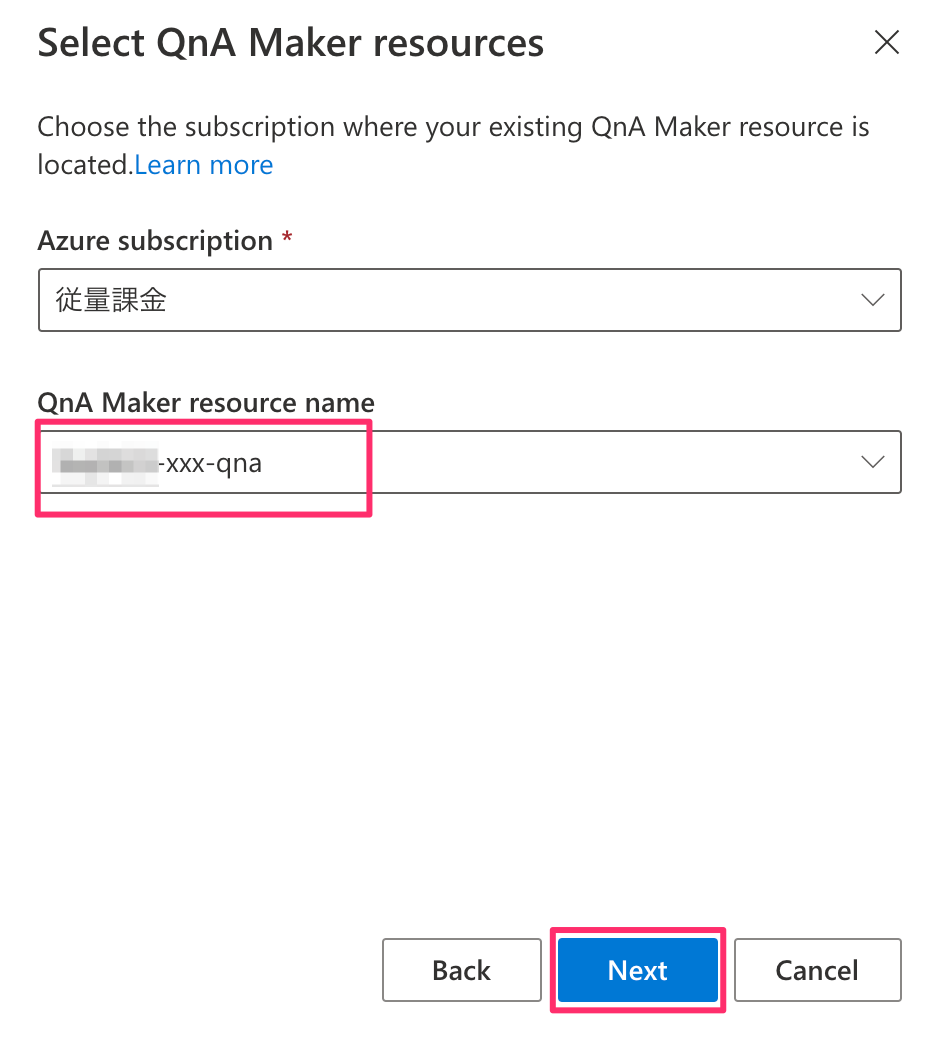 Select QnA Maker resources
Choose the subscription where your existing QnA Maker resource is
located.Learn more
Azure subscription *
従量課金
QnA Maker resource name
-xxx-qna
Back
Next
Cancel